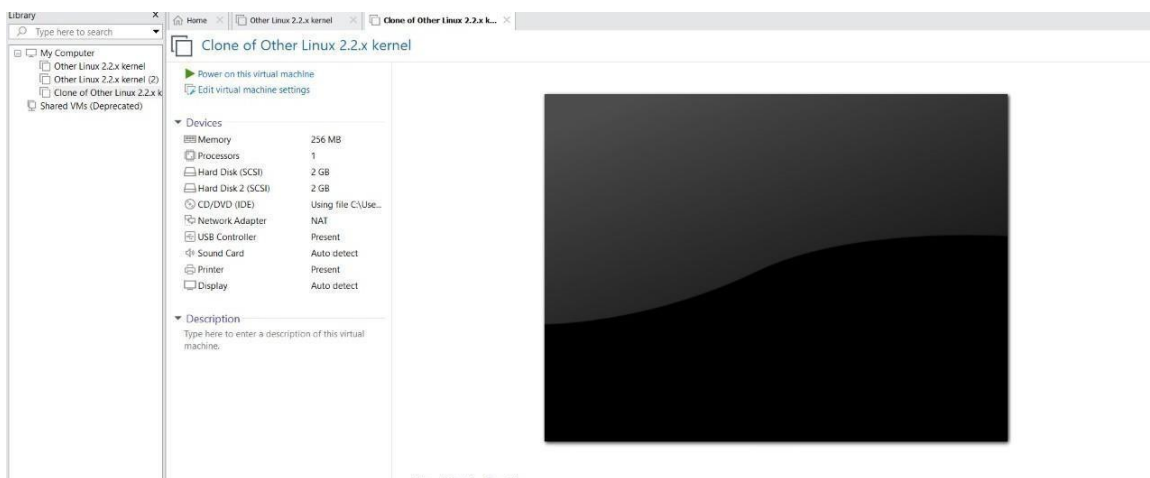 Library X
Type here to search
My Computer
Other Linux 2.2.x kernel
Other Linux 2.2.x kernel (2)
Clone of Other Linux 2.2.x k
Shared VMs (Deprecated)
Home Other Linux 2.2.x kernel Clone of Other Linux 2.2.x k...
Clone of Other Linux 2.2.x kernel
Power on this virtual machine
Edit virtual machine settings
Devices
Memory 256 MB
Processors 1
Hard Disk (SCSI) 2 GB
Hard Disk 2 (SCSI) 2 GB
CD/DVD (IDE) Using file C:\Use...
Network Adapter NAT
USB Controller Present
Sound Card Auto detect
Printer Present
Display Auto detect
Description
Type here to enter a description of this virtual
machine.